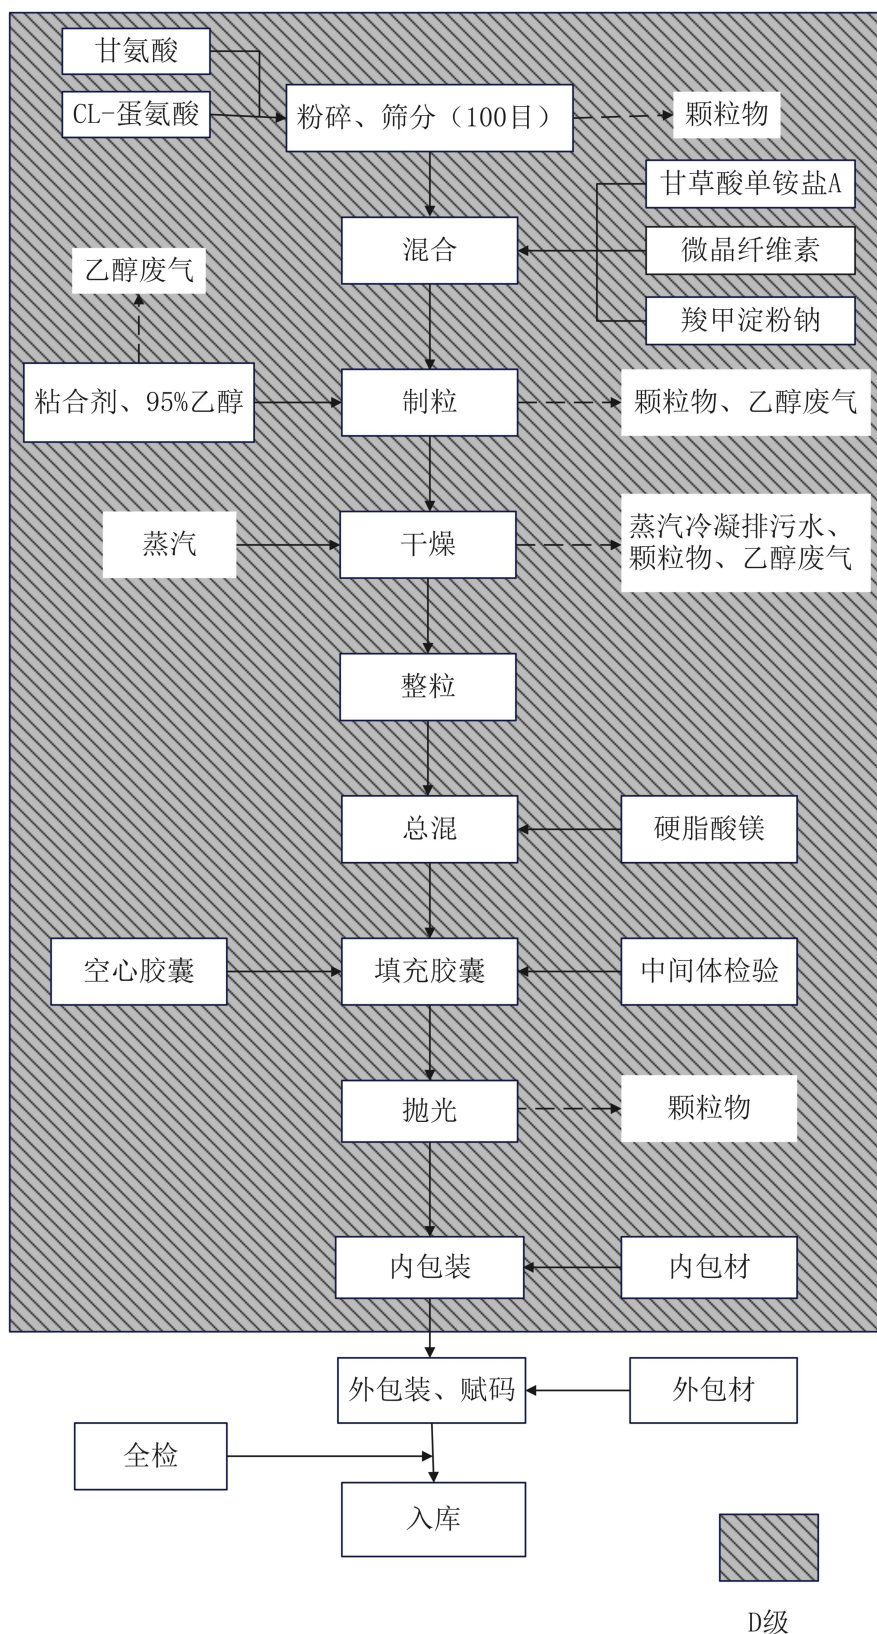 甘氨酸
CL-蛋氨酸
粉碎、筛分（100目）
颗粒物
甘草酸单铵盐A
混合
微晶纤维素
乙醇废气
羧甲淀粉钠
粘合剂、95%乙醇
制粒
颗粒物、乙醇废气
蒸汽
干燥
蒸汽冷凝排污水、
颗粒物、乙醇废气
整粒
总混
硬脂酸镁
空心胶囊
填充胶囊
中间体检验
抛光
颗粒物
内包装
内包材
外包装、赋码
外包材
全检
入库
D级